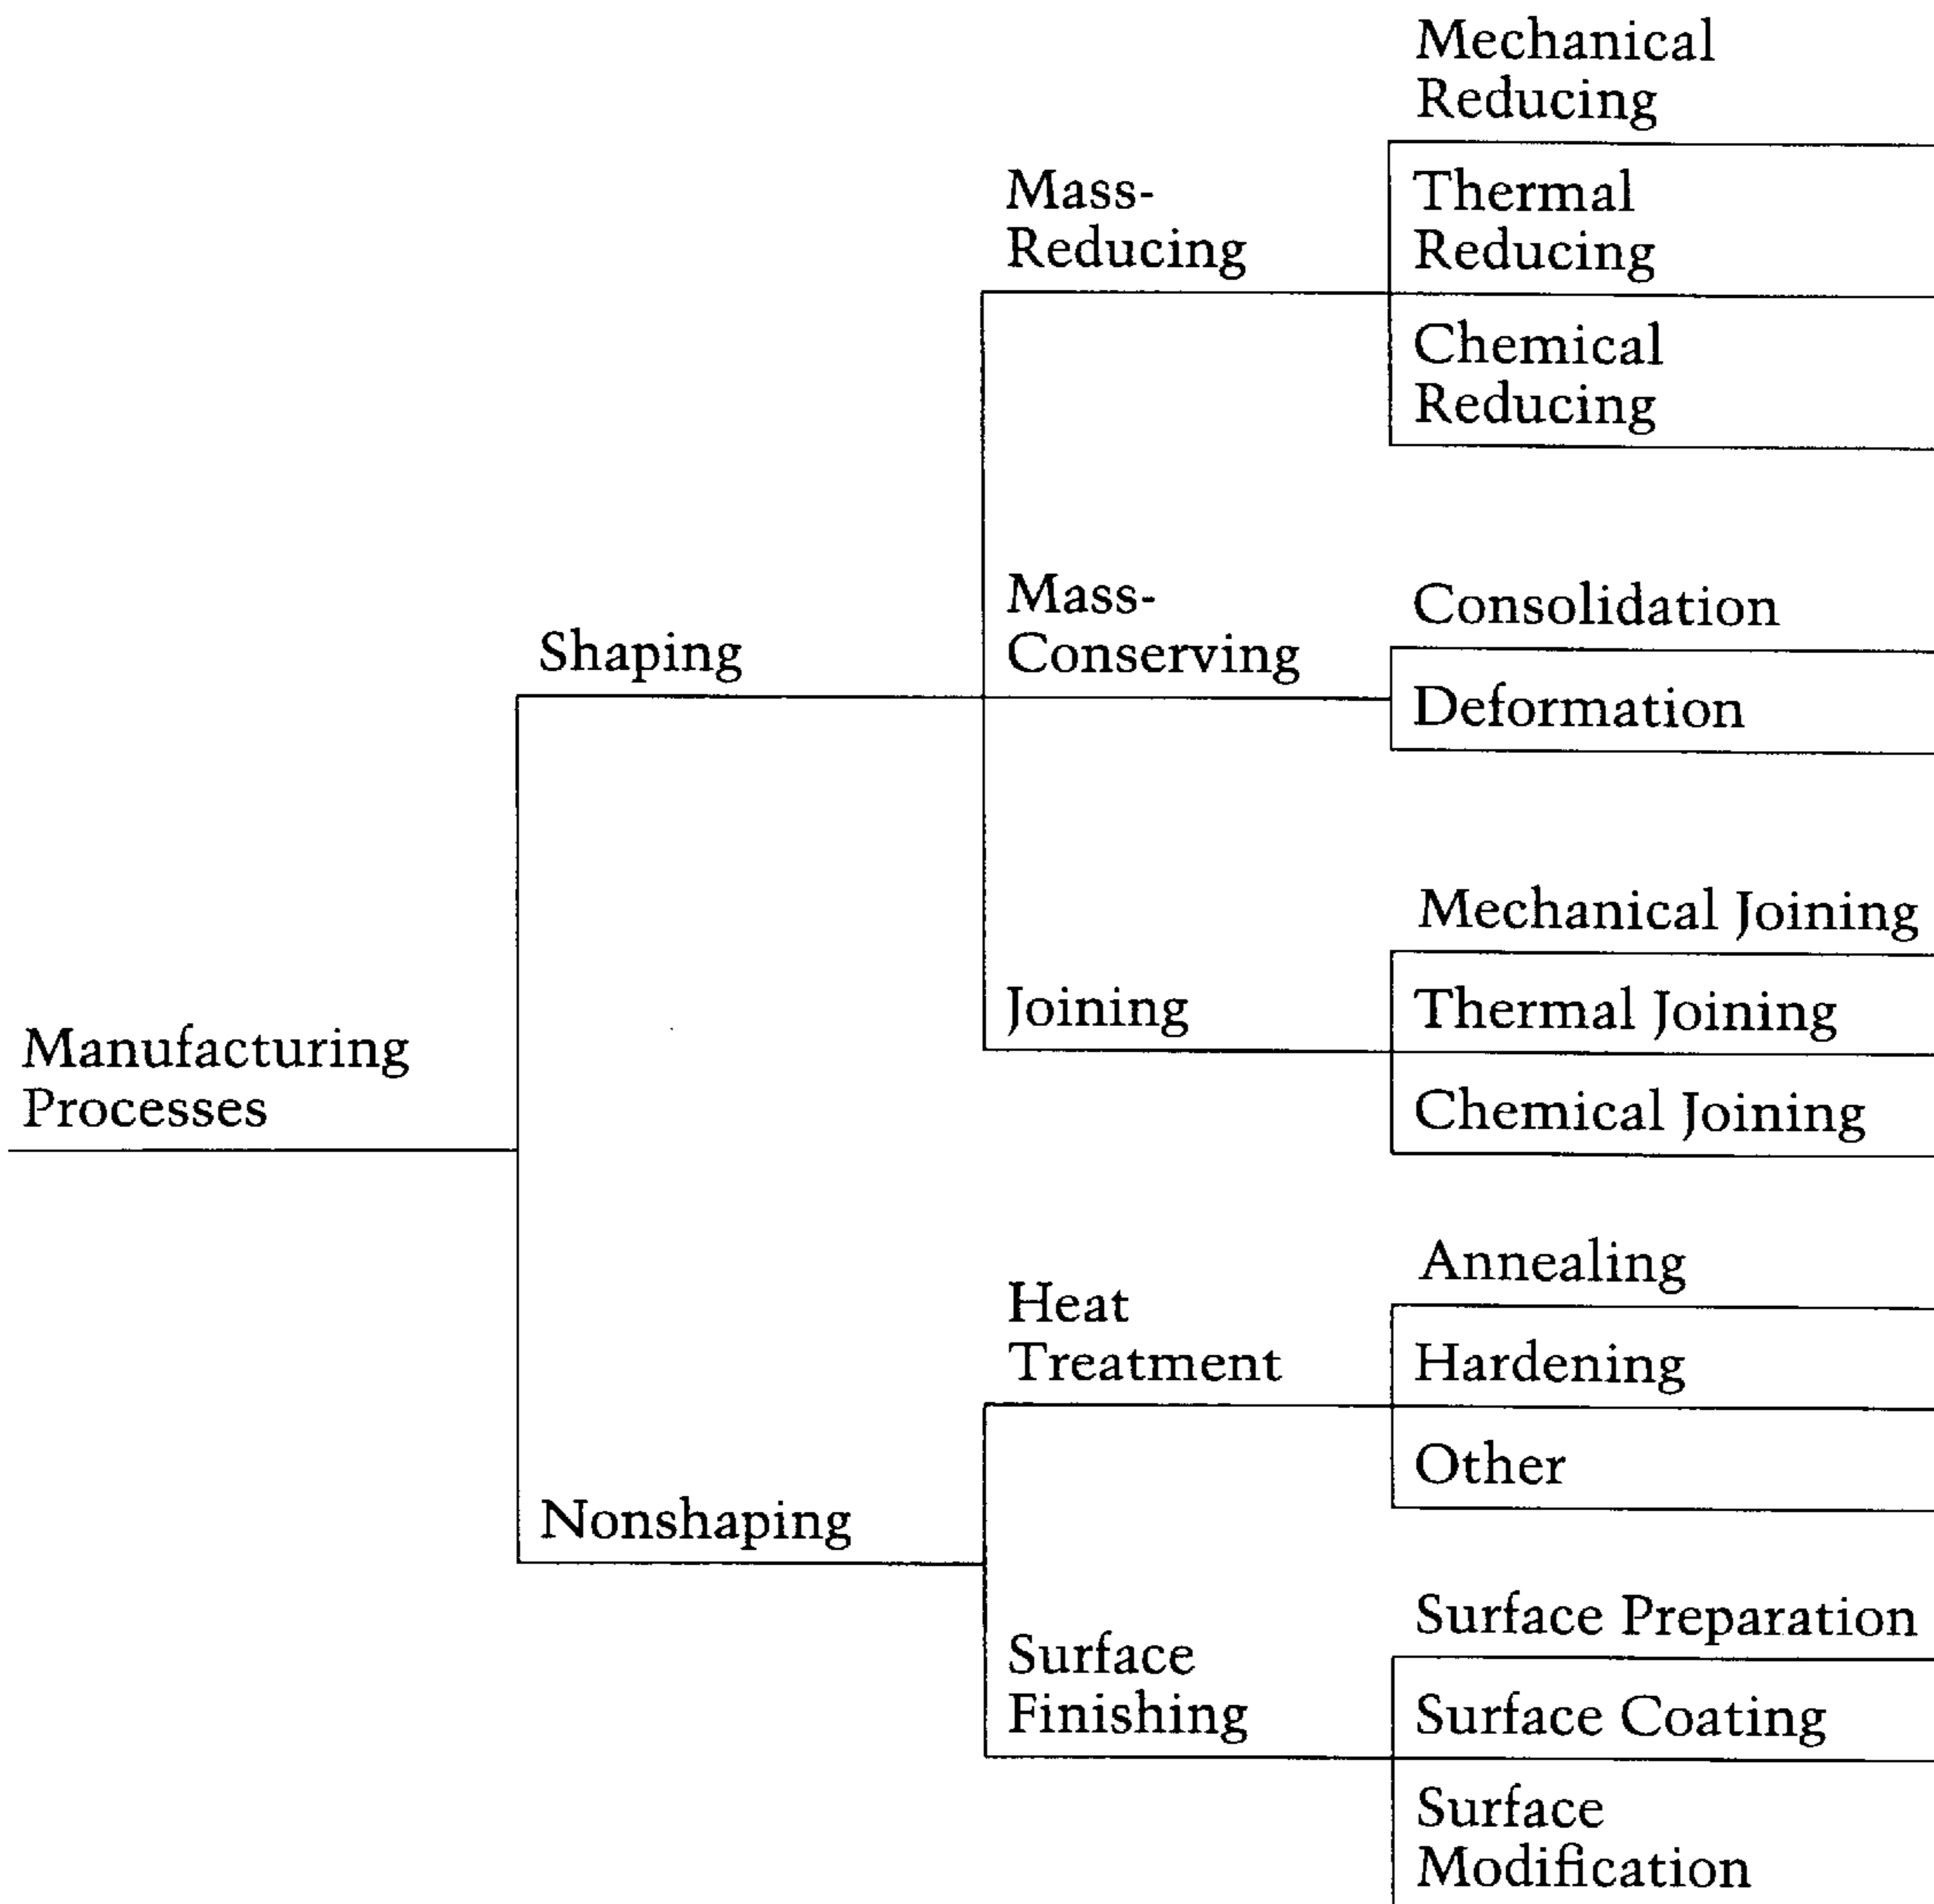 Manufacturing
Processes
Shaping
Mass-
Reducing
Mechanical
Reducing
Thermal
Reducing
Chemical
Reducing
Mass-
Conserving
Consolidation
Deformation
Joining
Mechanical Joining
Thermal Joining
Chemical Joining
Nonshaping
Heat
Treatment
Annealing
Hardening
Other
Surface
Finishing
Surface Preparation
Surface Coating
Surface
Modification